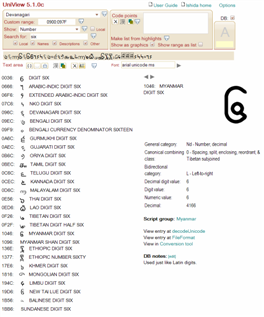 UniView 5.1.0c
User Guide
Ishida home
Options
Devanagari
Custom range:
0900:097F
Show:
Number
Search for:
six
Code points
DB
Make list from highlights
Show as graphics
Show range as list
Text area
Font: arial unicode ms
0036 6 DIGIT SIX
0666 ٦ ARABIC-INDIC DIGIT SIX
06F6 ۶ EXTENDED ARABIC-INDIC DIGIT SIX
07C6 NKO DIGIT SIX
096C ६ DEVANAGARI DIGIT SIX
09EC ৬ BENGALI DIGIT SIX
09F9 ৹ BENGALI CURRENCY DENOMINATOR SIXTEEN
0A6C ੬ GURMUKHI DIGIT SIX
0AEC ૬ GUJARATI DIGIT SIX
0B6C ୬ ORIYA DIGIT SIX
0BEC ௬ TAMIL DIGIT SIX
0C6C ౬ TELUGU DIGIT SIX
0CEC ೬ KANNADA DIGIT SIX
0D6C ൬ MALAYALAM DIGIT SIX
0E56 ๖ THAI DIGIT SIX
0ED6 ໖ LAO DIGIT SIX
0F26 ༦ TIBETAN DIGIT SIX
0F2F ༯ TIBETAN DIGIT HALF SIX
1046 ၆ MYANMAR DIGIT SIX
1096 MYANMAR SHAN DIGIT SIX
136E ፮ ETHIOPIC DIGIT SIX
1377 ፷ ETHIOPIC NUMBER SIXTY
17E6 ៦ KHMER DIGIT SIX
1816 ᠖ MONGOLIAN DIGIT SIX
194C LIMBU DIGIT SIX
19D6 NEW TAI LUE DIGIT SIX
1B56 BALINESE DIGIT SIX
1BB6 SUNDANESE DIGIT SIX
1046 MYANMAR
DIGIT SIX
၆
General category: Nd - Number, decimal
Canonical combining class: 0 - Spacing, split, enclosing, reordrant, & Tibetan subjoined
Bidirectional category: L - Left-to-right
Decimal digit value: 6
Digit value: 6
Numeric value: 6
Decimal: 4166
Script group: Myanmar
View entry at decodeUnicode
View entry at FileFormat
View in Conversion tool
DB notes:
Used just like Latin digits.